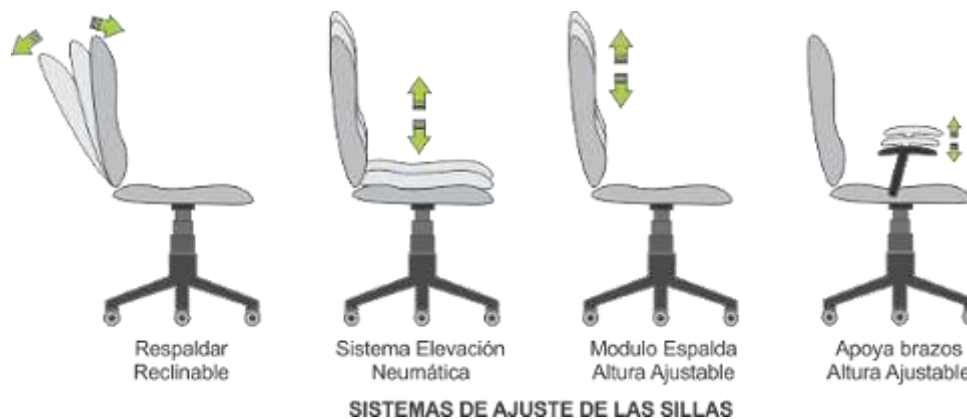 Respaldar
Reclinable
Sistema Elevación
Neumática
Modulo Espalda
Altura Ajustable
Apoya brazos
Altura Ajustable
SISTEMAS DE AJUSTE DE LAS SILLAS